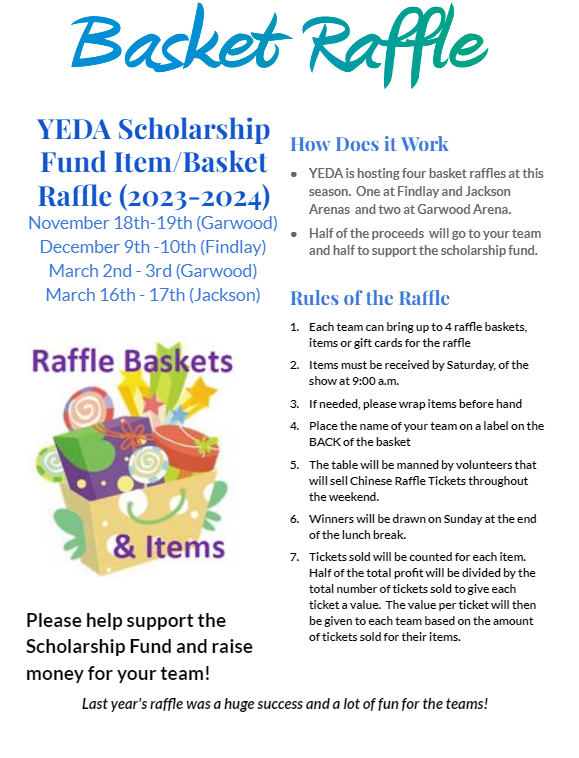 Basket Raffle
YEDA Scholarship
Fund Item/Basket
Raffle (2023-2024)
November 18th-19th (Garwood)
December 9th -10th (Findlay)
March 2nd - 3rd (Garwood)
March 16th - 17th (Jackson)
Raffle Baskets
& Items
Please help support the
Scholarship Fund and raise
money for your team!
How Does it Work
● YEDA is hosting four basket raffles at this
season. One at Findlay and Jackson
Arenas and two at Garwood Arena.
● Half of the proceeds will go to your team
and half to support the scholarship fund.
Rules of the Raffle
1. Each team can bring up to 4 raffle baskets,
items or gift cards for the raffle
2. Items must be received by Saturday, of the
show at 9:00 a.m.
3. If needed, please wrap items before hand
4. Place the name of your team on a label on the
BACK of the basket
5. The table will be manned by volunteers that
will sell Chinese Raffle Tickets throughout
the weekend.
6. Winners will be drawn on Sunday at the end
of the lunch break.
7. Tickets sold will be counted for each item.
Half of the total profit will be divided by the
total number of tickets sold to give each
ticket a value. The value per ticket will then
be given to each team based on the amount
of tickets sold for their items.
Last year's raffle was a huge success and a lot of fun for the teams!